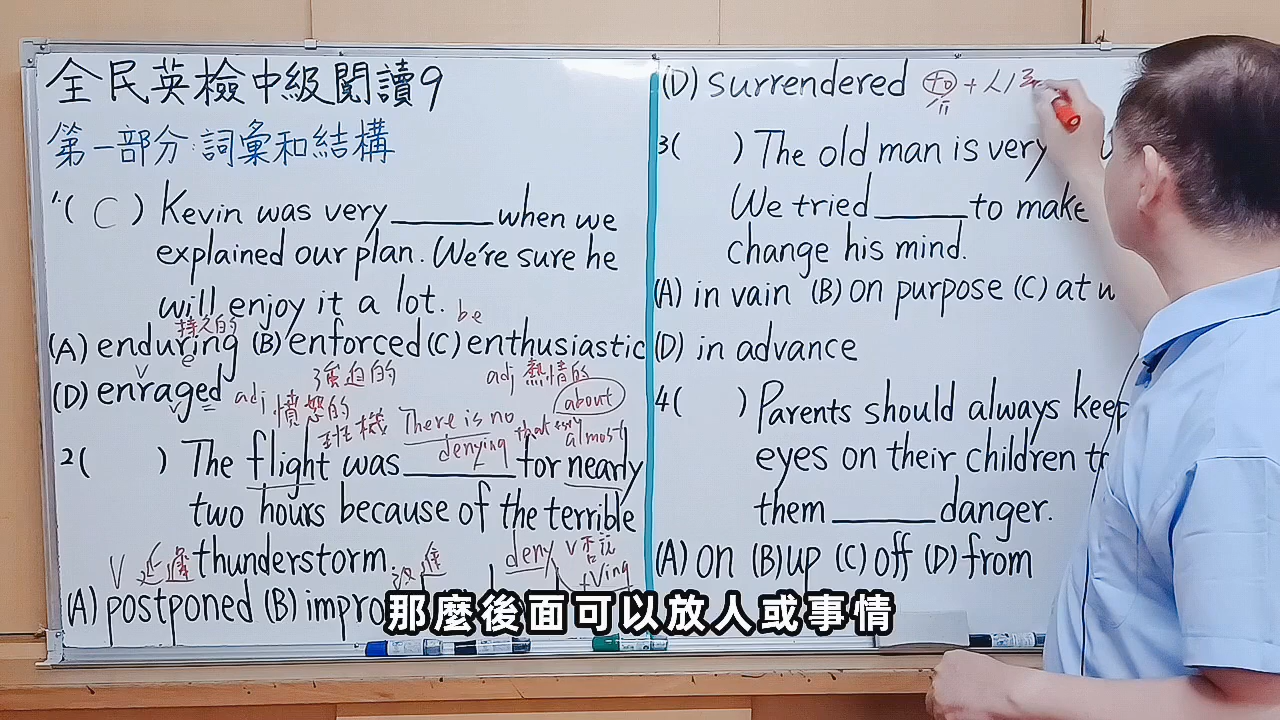 全民英檢中級閱讀9
第一部分:詞彙和結構
1.( C ) Kevin was very ______ when we
explained our plan. We're sure he
will enjoy it a lot.
be
持久的
(A) enduring (B) enforced (C) enthusiastic
adj 強迫的
adj 熱情的
(D) enraged
憤怒的
about
班機
There is no
denying that
almost
2( ) The flight was ______ for nearly
two hours because of the terrible
thunderstorm.
V 延遲
改善
deny V 否認
+Ving
(A) postponed (B) impro
(D) surrendered to + 人/
3( ) The old man is very
We tried ______ to make
change his mind.
(A) in vain (B) on purpose (C) at
(D) in advance
4( ) Parents should always keep
eyes on their children
them ______ danger.
(A) on (B) up (C) off (D) from
那麼後面可以放人或事情